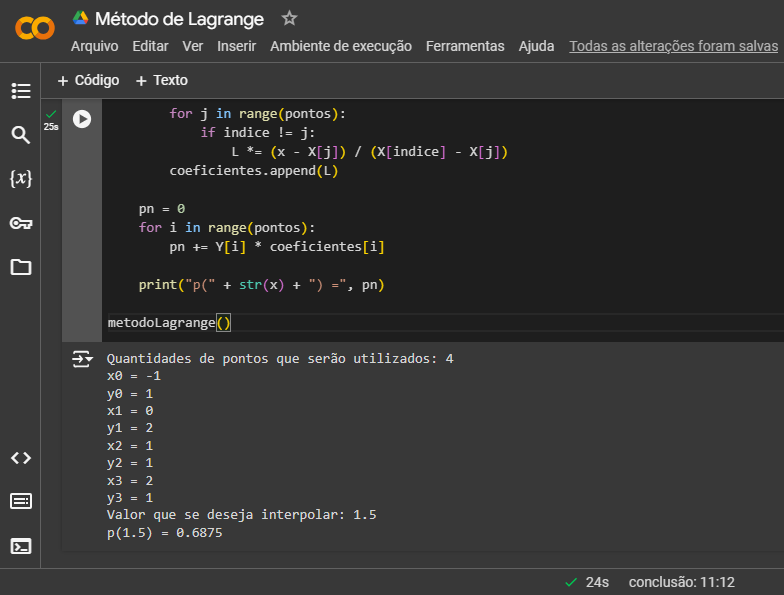 Método de Lagrange
Arquivo Editar Ver Inserir Ambiente de execução Ferramentas Ajuda Todas as alterações foram salvas
+ Código + Texto
25s
for j in range(pontos):
if indice != j:
L *= (x - X[j]) / (X[indice] - X[j])
coeficientes.append(L)
pn = 0
for i in range(pontos):
pn += Y[i] * coeficientes[i]
print("p(" + str(x) + ") =", pn)
metodoLagrange()
Quantidades de pontos que serão utilizados: 4
x0 = -1
y0 = 1
x1 = 0
y1 = 2
x2 = 1
y2 = 1
x3 = 2
y3 = 1
Valor que se deseja interpolar: 1.5
p(1.5) = 0.6875
24s conclusão: 11:12